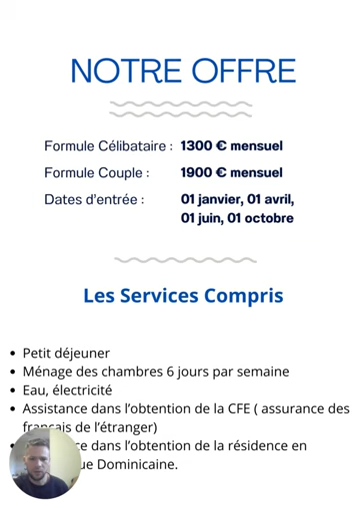 NOTRE OFFRE
Formule Célibataire : 1300 € mensuel
Formule Couple : 1900 € mensuel
Dates d'entrée : 01 janvier, 01 avril,
01 juin, 01 octobre
Les Services Compris
• Petit déjeuner
• Ménage des chambres 6 jours par semaine
• Eau, électricité
• Assistance dans l'obtention de la CFE ( assurance des
français de l'étranger)
dans l'obtention de la résidence en
Dominicaine.